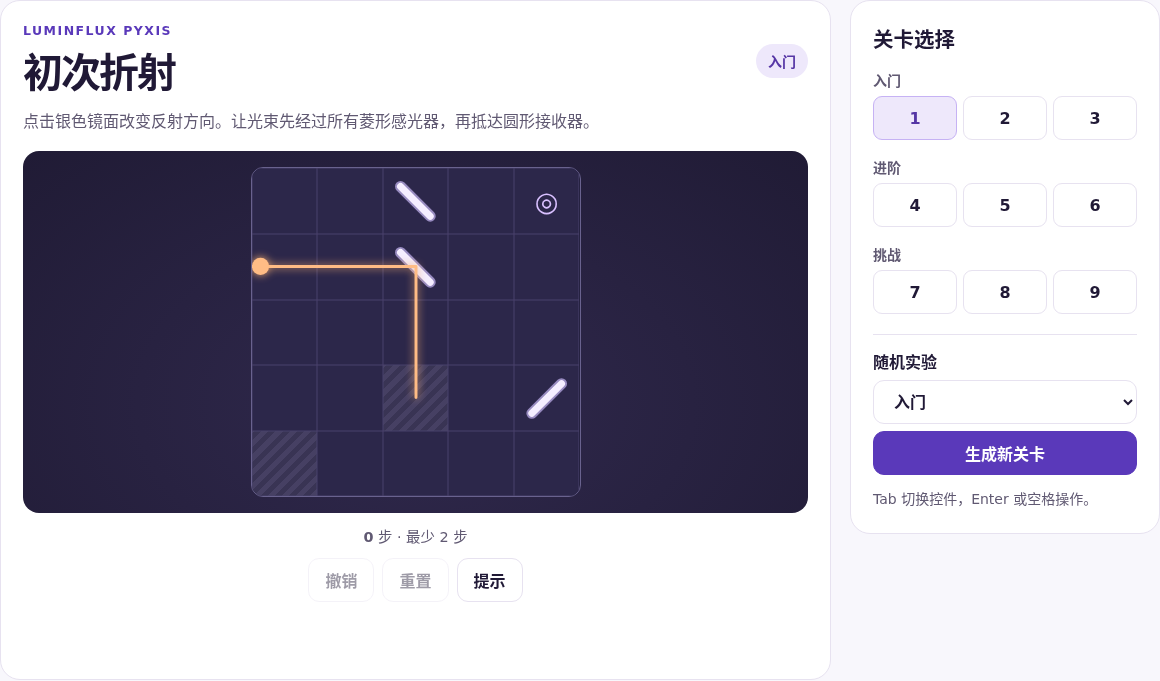 LUMINFLUX PYXIS
初次折射
入门
点击银色镜面改变反射方向。让光束先经过所有菱形感光器，再抵达圆形接收器。
0 步 · 最少 2 步
撤销
重置
提示
关卡选择
入门
1
2
3
进阶
4
5
6
挑战
7
8
9
随机实验
入门
生成新关卡
Tab 切换控件，Enter 或空格操作。